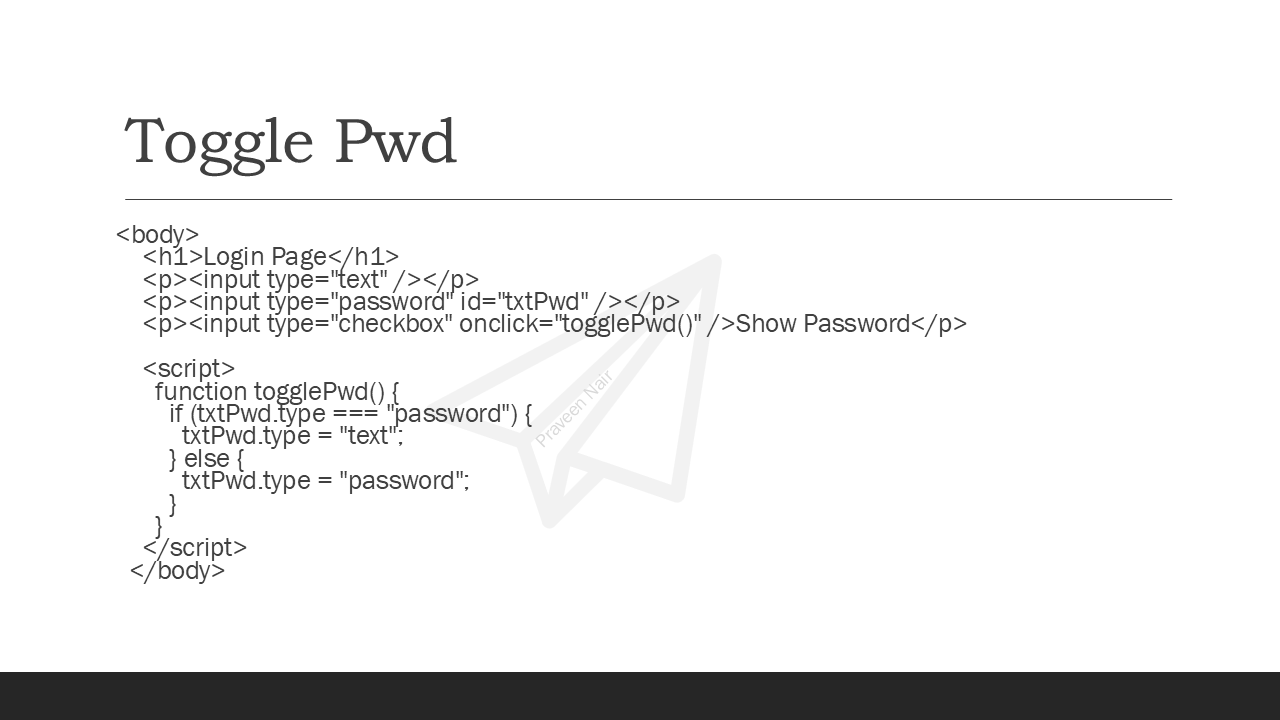 Toggle Pwd
<body>
<h1>Login Page</h1>
<p><input type="text" /></p>
<p><input type="password" id="txtPwd" /></p>
<p><input type="checkbox" onclick="togglePwd()" />Show Password</p>
<script>
function togglePwd() {
if (txtPwd.type === "password") {
txtPwd.type = "text";
} else {
txtPwd.type = "password";
}
}
</script>
</body>
Praveen Nair